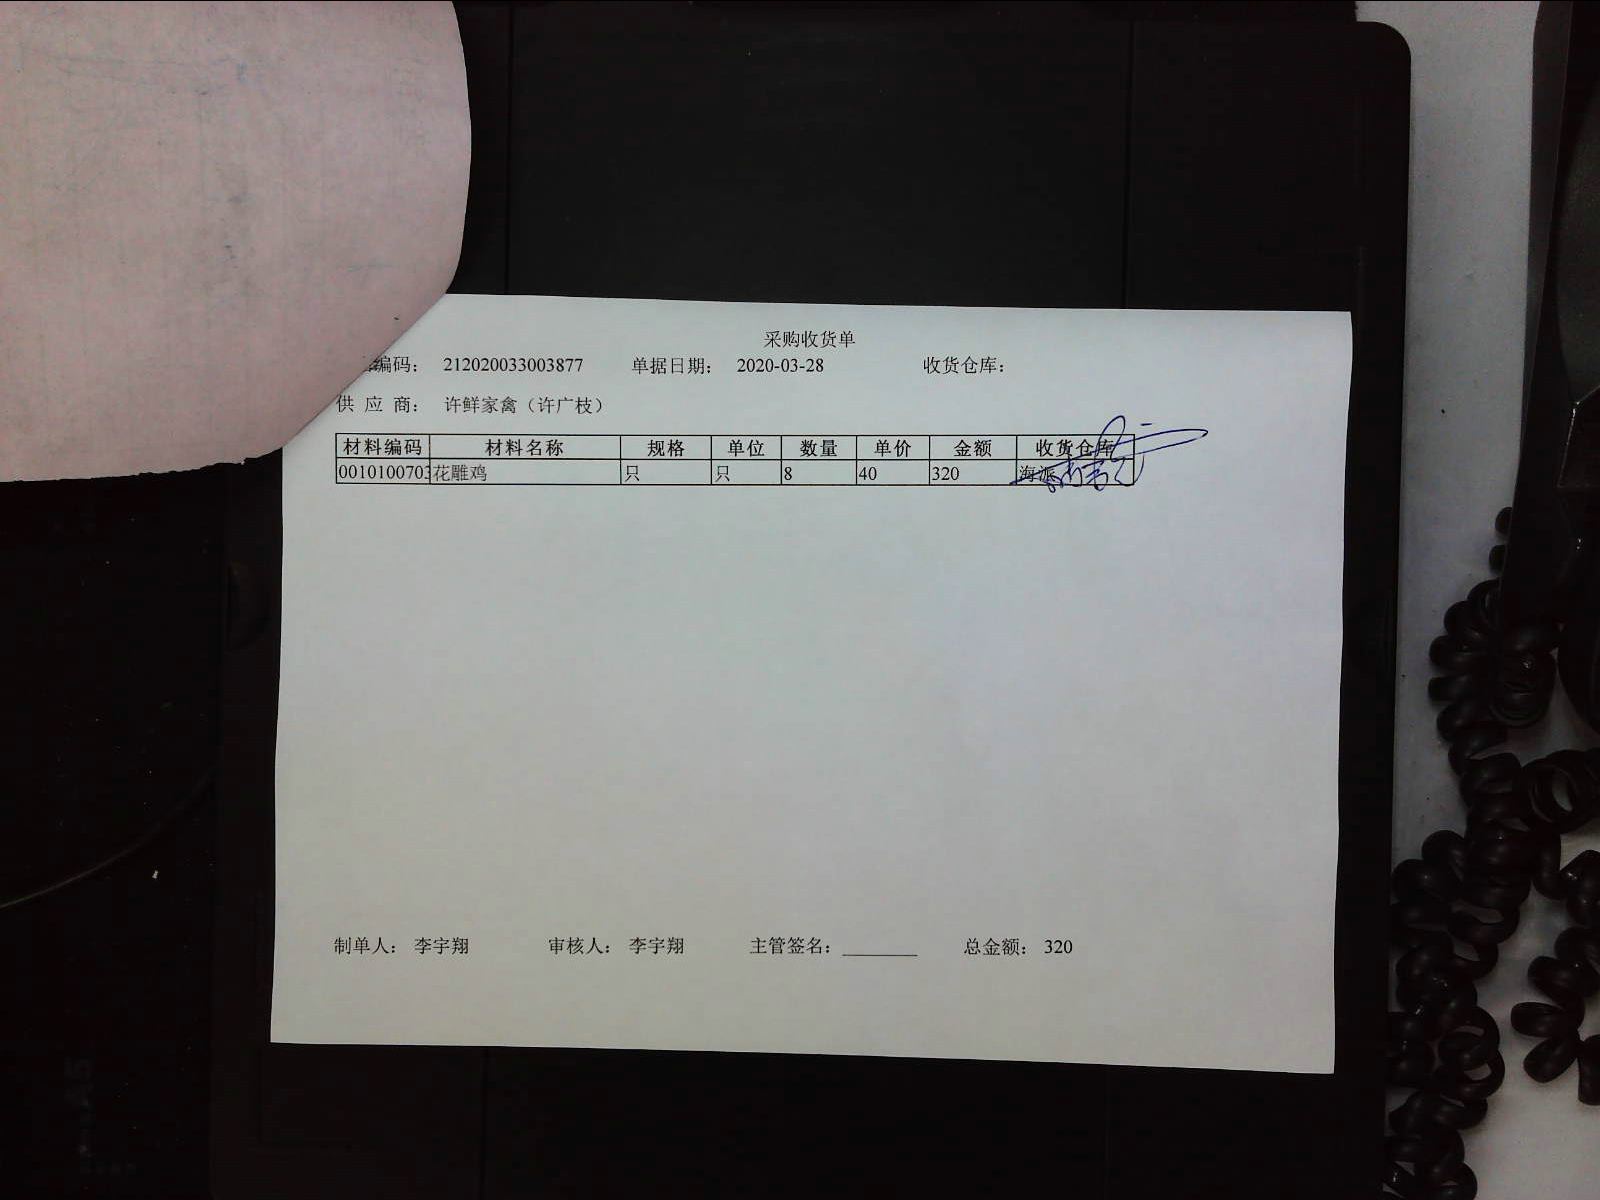 采购收货单
编码： 212020033003877 单据日期： 2020-03-28 收货仓库：
供 应 商： 许鲜家禽（许广枝）
材料编码 材料名称 规格 单位 数量 单价 金额 收货仓库
0010100703 花雕鸡 只 只 8 40 320 海派
制单人： 李宇翔 审核人： 李宇翔 主管签名： 总金额： 320